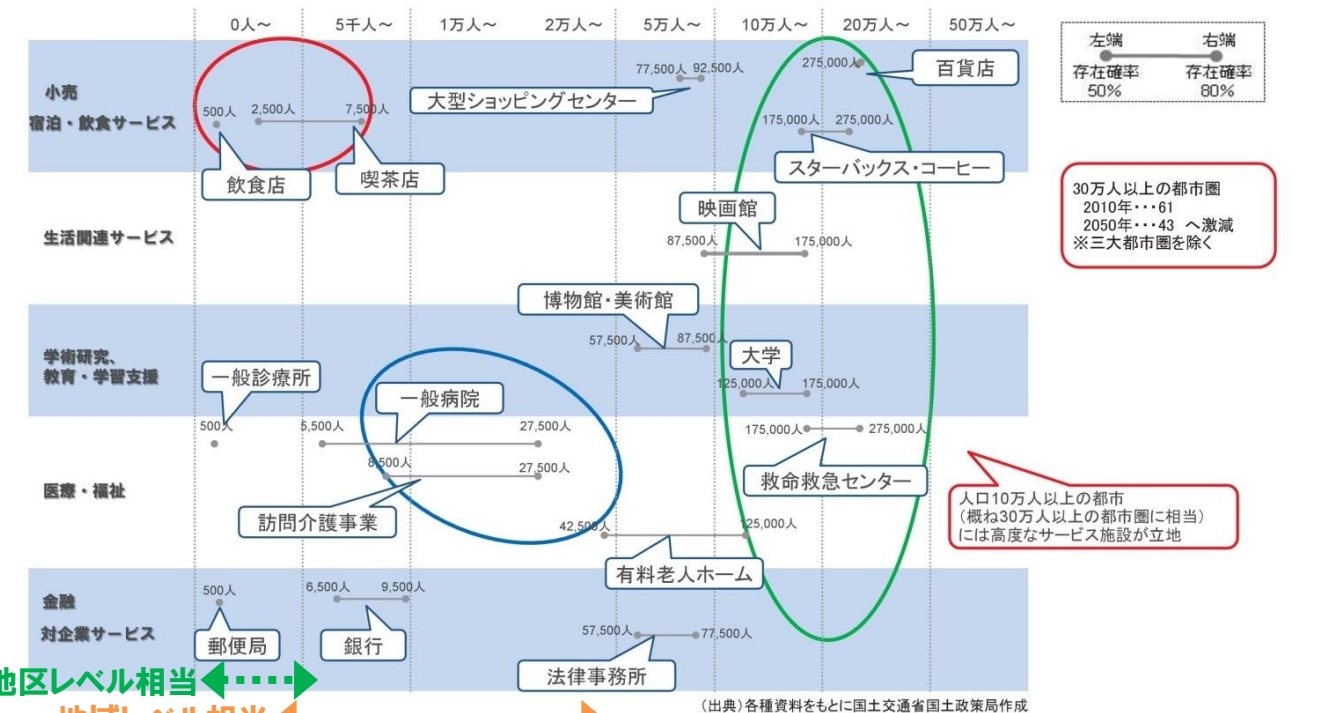 0人～ 5千人～ 1万人～ 2万人～ 5万人～ 10万人～ 20万人～ 50万人～
左端 右端
存在確率 存在確率
50% 80%
小売
宿泊・飲食サービス
500人
飲食店
2,500人 7,500人
喫茶店
77,500人 92,500人
大型ショッピングセンター
275,000人
百貨店
175,000人 275,000人
スターバックス・コーヒー
30万人以上の都市圏
2010年・・・61
2050年・・・43 へ激減
※三大都市圏を除く
生活関連サービス
映画館
87,500人 175,000人
学術研究、
教育・学習支援
博物館・美術館
57,500人 87,500人
大学
125,000人 175,000人
医療・福祉
一般診療所
500人
一般病院
5,500人 27,500人
8,500人 27,500人
訪問介護事業
175,000人 275,000人
救命救急センター
42,500人 125,000人
有料老人ホーム
人口10万人以上の都市
（概ね30万人以上の都市圏に相当）
には高度なサービス施設が立地
金融
対企業サービス
500人
郵便局
6,500人 9,500人
銀行
57,500人 77,500人
法律事務所
地区レベル相当
地域レベル相当
（出典）各種資料をもとに国土交通省国土政策局作成